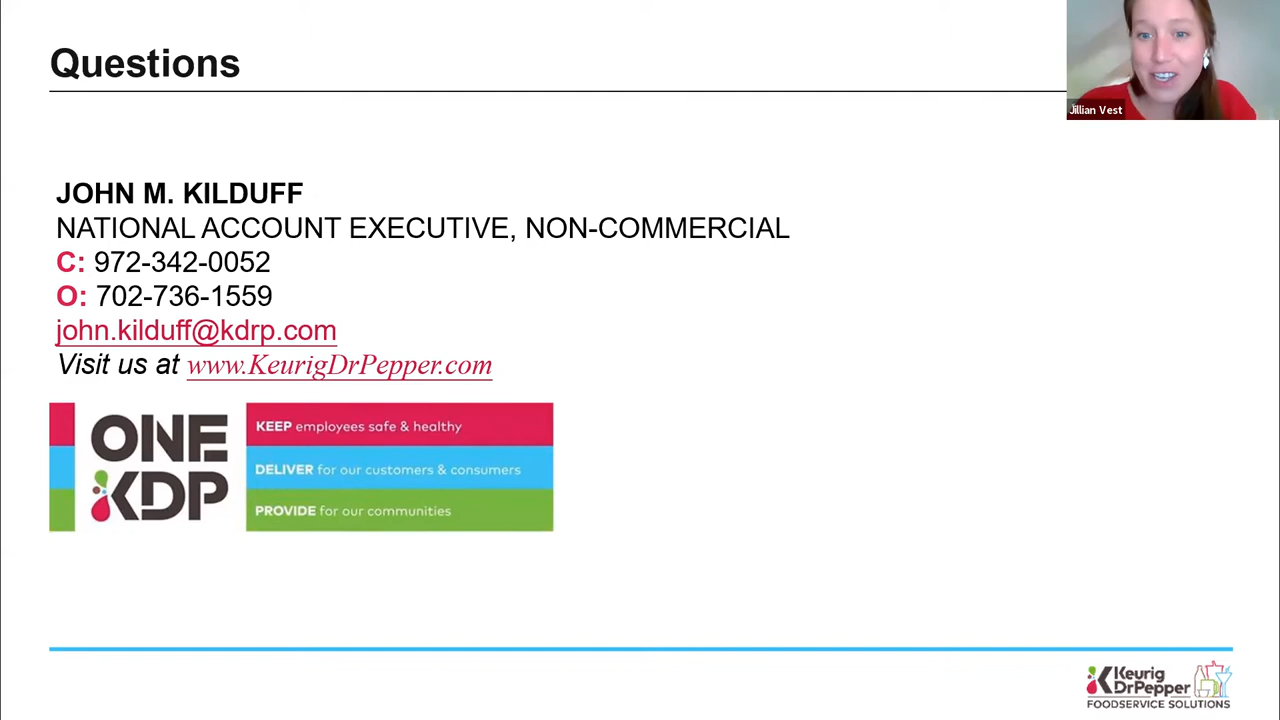 Questions
Jillian Vest
JOHN M. KILDUFF
NATIONAL ACCOUNT EXECUTIVE, NON-COMMERCIAL
C: 972-342-0052
O: 702-736-1559
john.kilduff@kdrp.com
Visit us at www.KeurigDrPepper.com
ONE
KDP
KEEP employees safe & healthy
DELIVER for our customers & consumers
PROVIDE for our communities
Keurig
DrPepper
FOODSERVICE SOLUTIONS